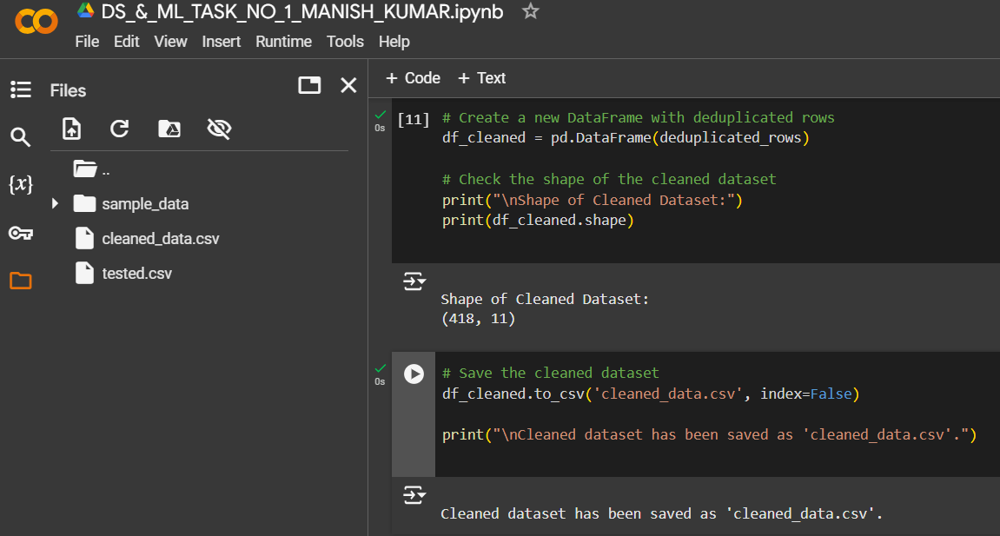 DS_&_ML_TASK_NO_1_MANISH_KUMAR.ipynb
File Edit View Insert Runtime Tools Help
Files
+ Code + Text
..
sample_data
cleaned_data.csv
tested.csv
{x}
0s
[11]
# Create a new DataFrame with deduplicated rows
df_cleaned = pd.DataFrame(deduplicated_rows)
# Check the shape of the cleaned dataset
print("\nShape of Cleaned Dataset:")
print(df_cleaned.shape)
Shape of Cleaned Dataset:
(418, 11)
0s
# Save the cleaned dataset
df_cleaned.to_csv('cleaned_data.csv', index=False)
print("\nCleaned dataset has been saved as 'cleaned_data.csv'.")
Cleaned dataset has been saved as 'cleaned_data.csv'.